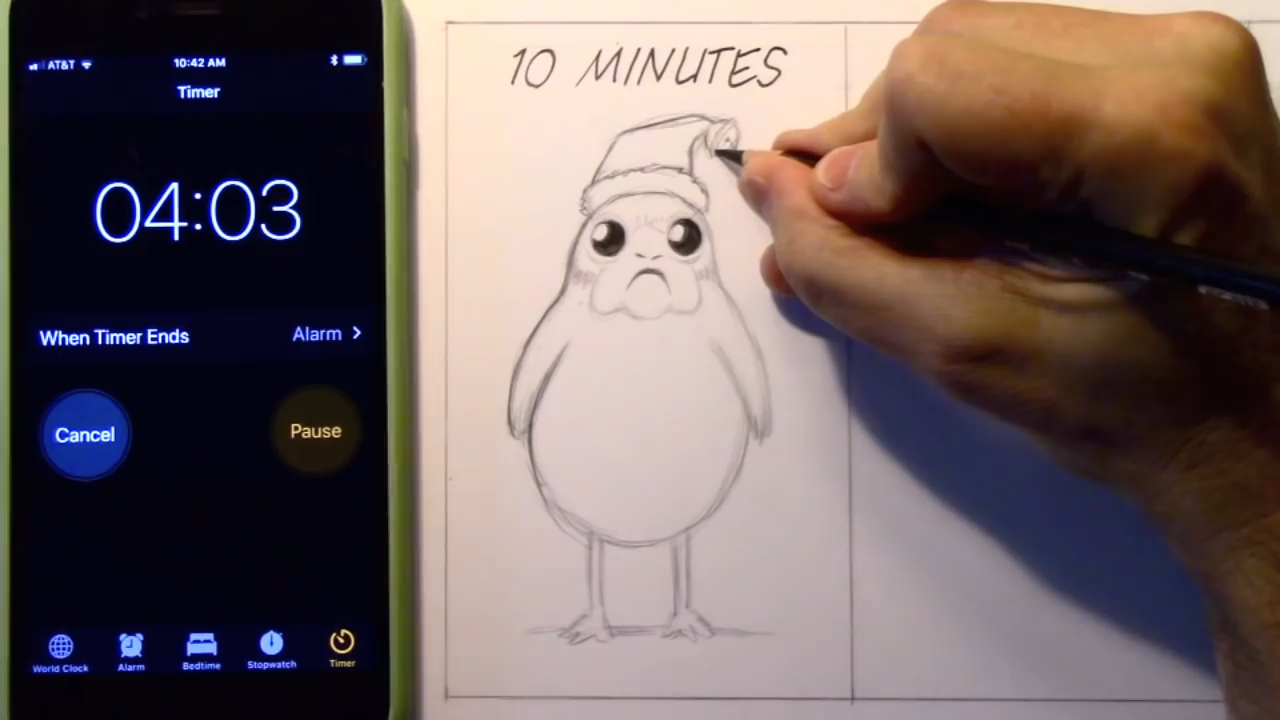 AT&T 10:42 AM
Timer
04:03
When Timer Ends Alarm
Cancel Pause
World Clock Alarm Bedtime Stopwatch Timer
10 MINUTES